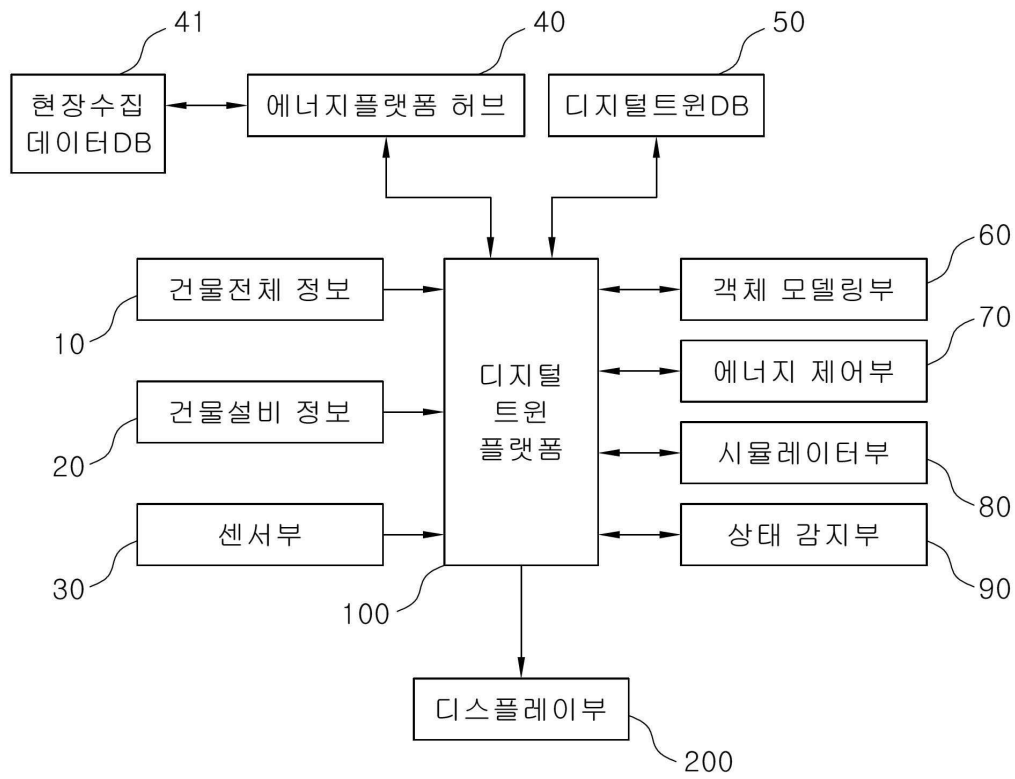 41
40
50
현장수집
데이터DB
에너지플랫폼 허브
디지털트윈DB
건물전체 정보
10
건물설비 정보
20
센서부
30
디지털
트윈
플랫폼
100
60
객체 모델링부
70
에너지 제어부
시뮬레이터부
80
상태 감지부
90
디스플레이부
200